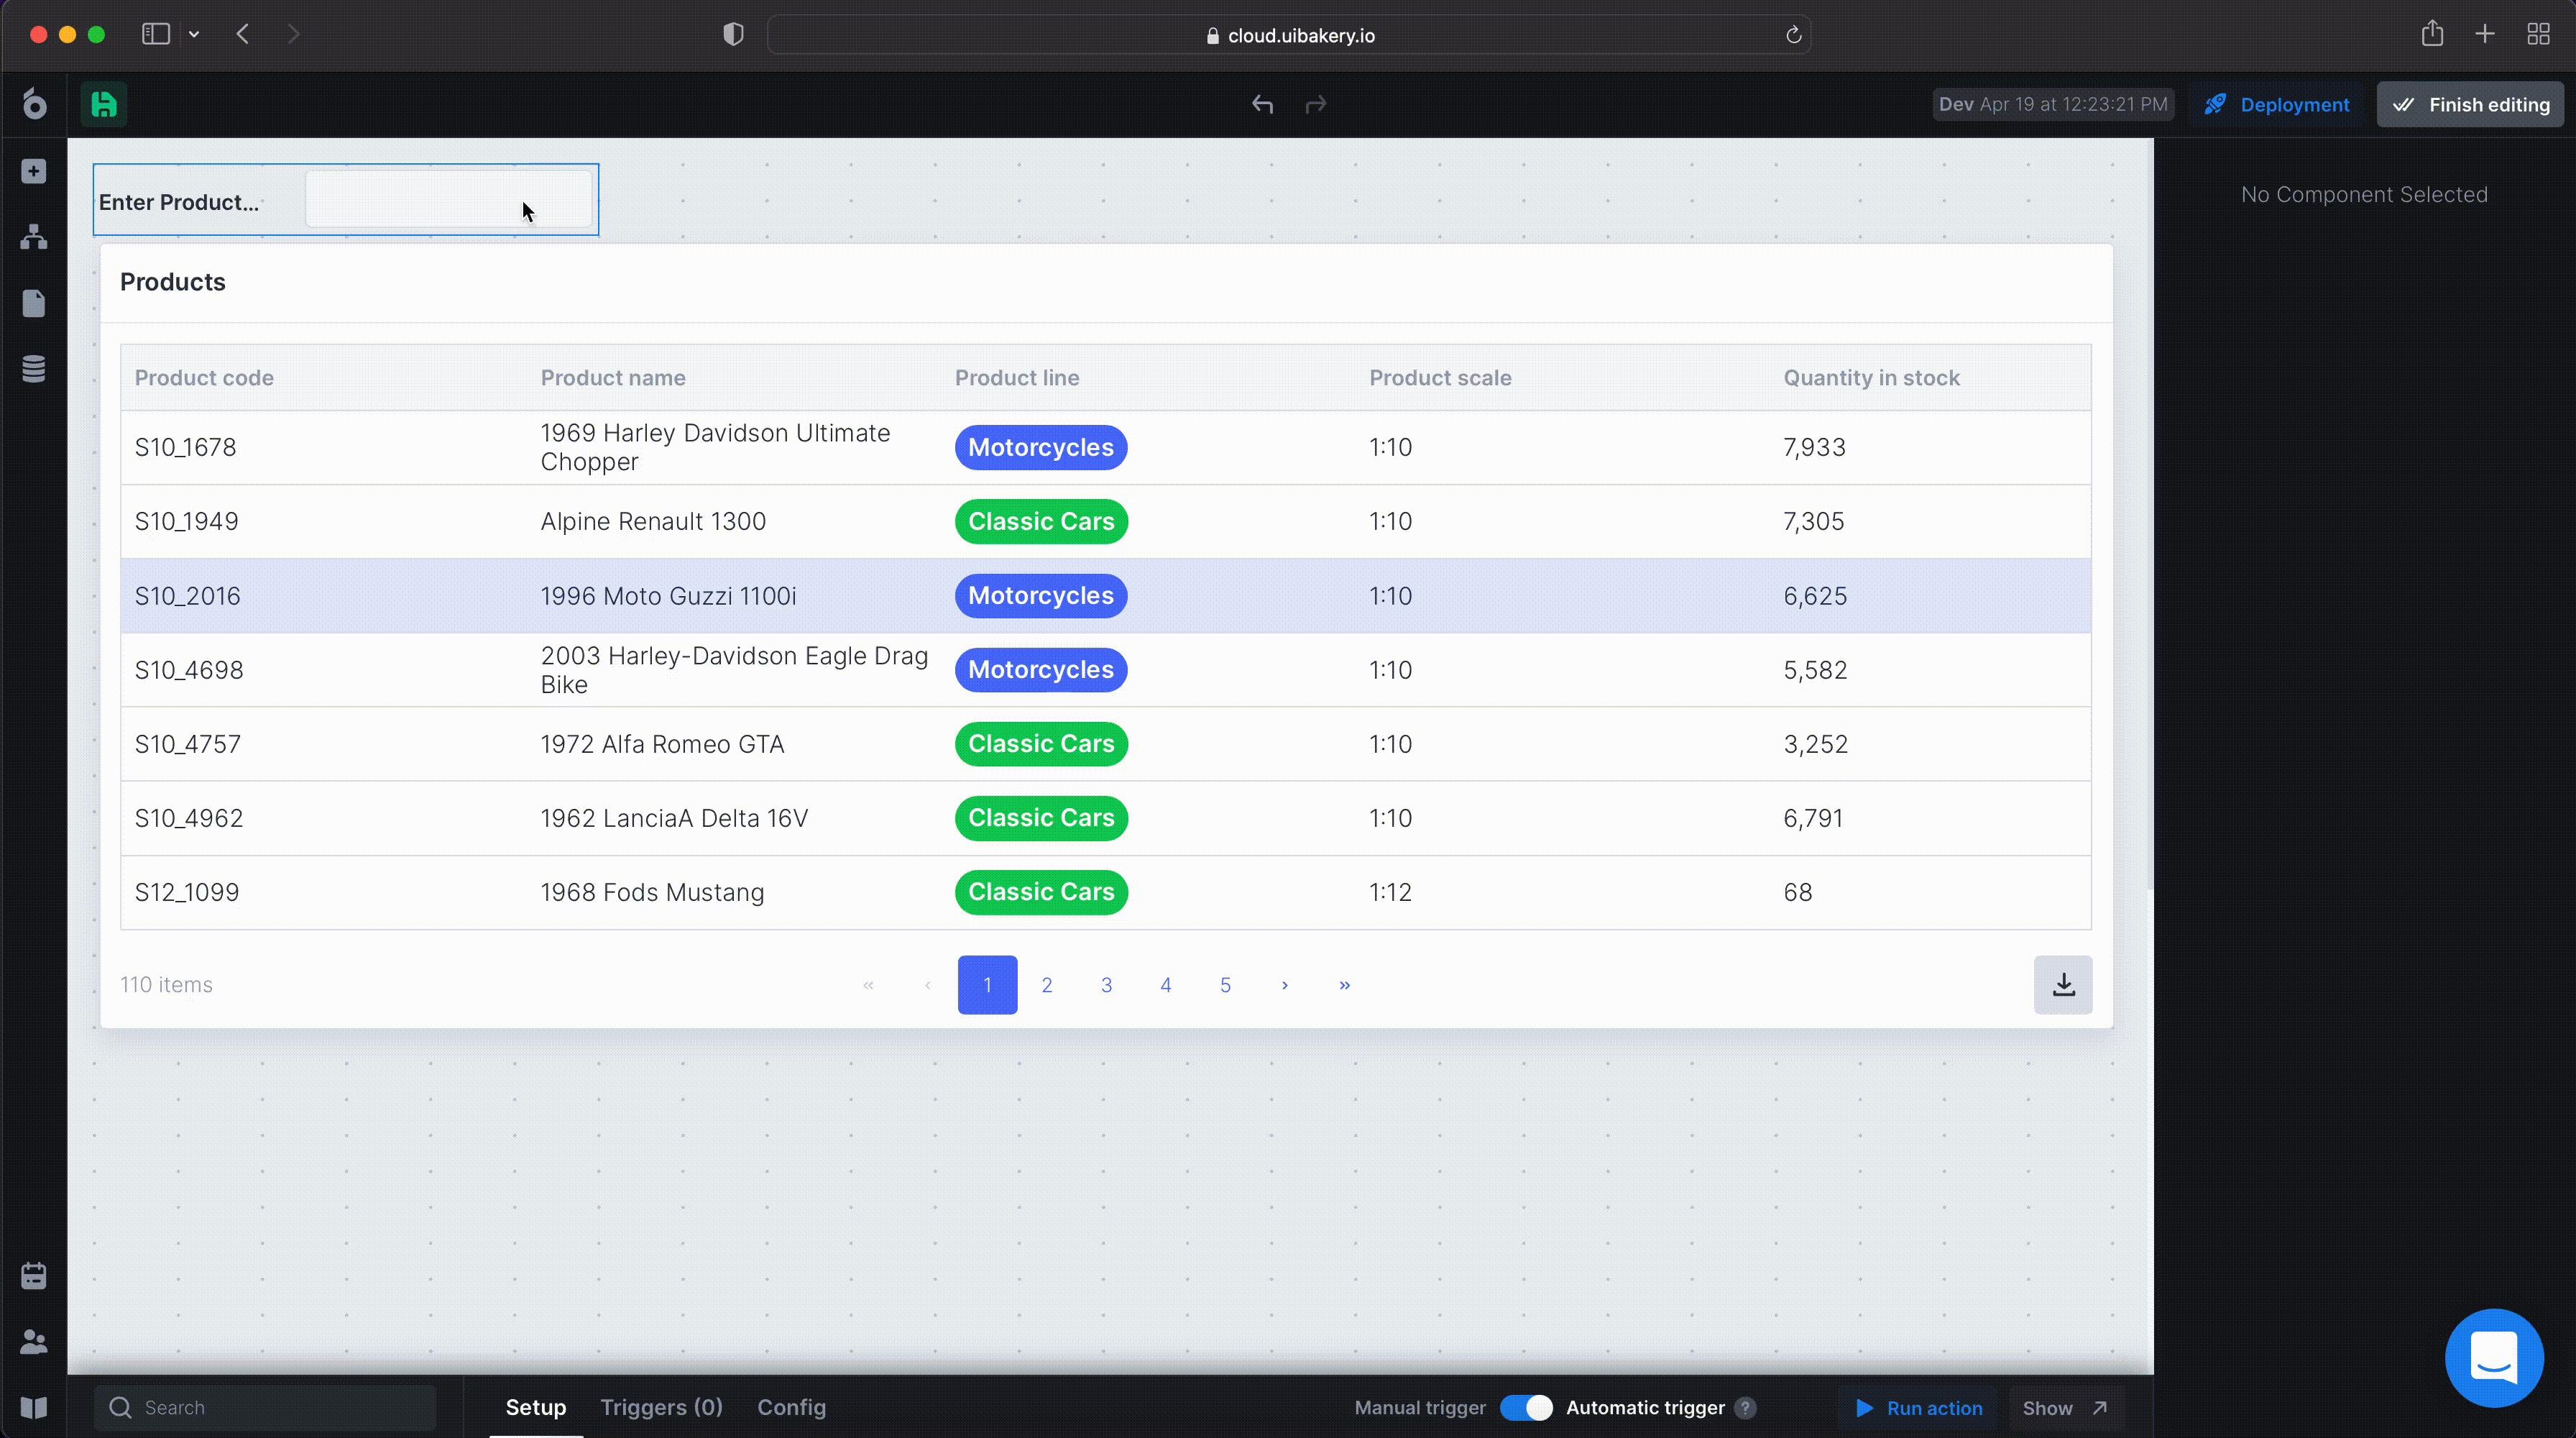 cloud.uibakery.io
Dev Apr 19 at 12:23:21 PM
Deployment
Finish editing
Enter Product...
No Component Selected
Products
Product code Product name Product line Product scale Quantity in stock
S10_1678 1969 Harley Davidson Ultimate Chopper Motorcycles 1:10 7,933
S10_1949 Alpine Renault 1300 Classic Cars 1:10 7,305
S10_2016 1996 Moto Guzzi 1100i Motorcycles 1:10 6,625
S10_4698 2003 Harley-Davidson Eagle Drag Bike Motorcycles 1:10 5,582
S10_4757 1972 Alfa Romeo GTA Classic Cars 1:10 3,252
S10_4962 1962 LanciaA Delta 16V Classic Cars 1:10 6,791
S12_1099 1968 Fods Mustang Classic Cars 1:12 68
110 items « ‹ 1 2 3 4 5 › »
Search
Setup Triggers (0) Config
Manual trigger Automatic trigger ?
Run action
Show